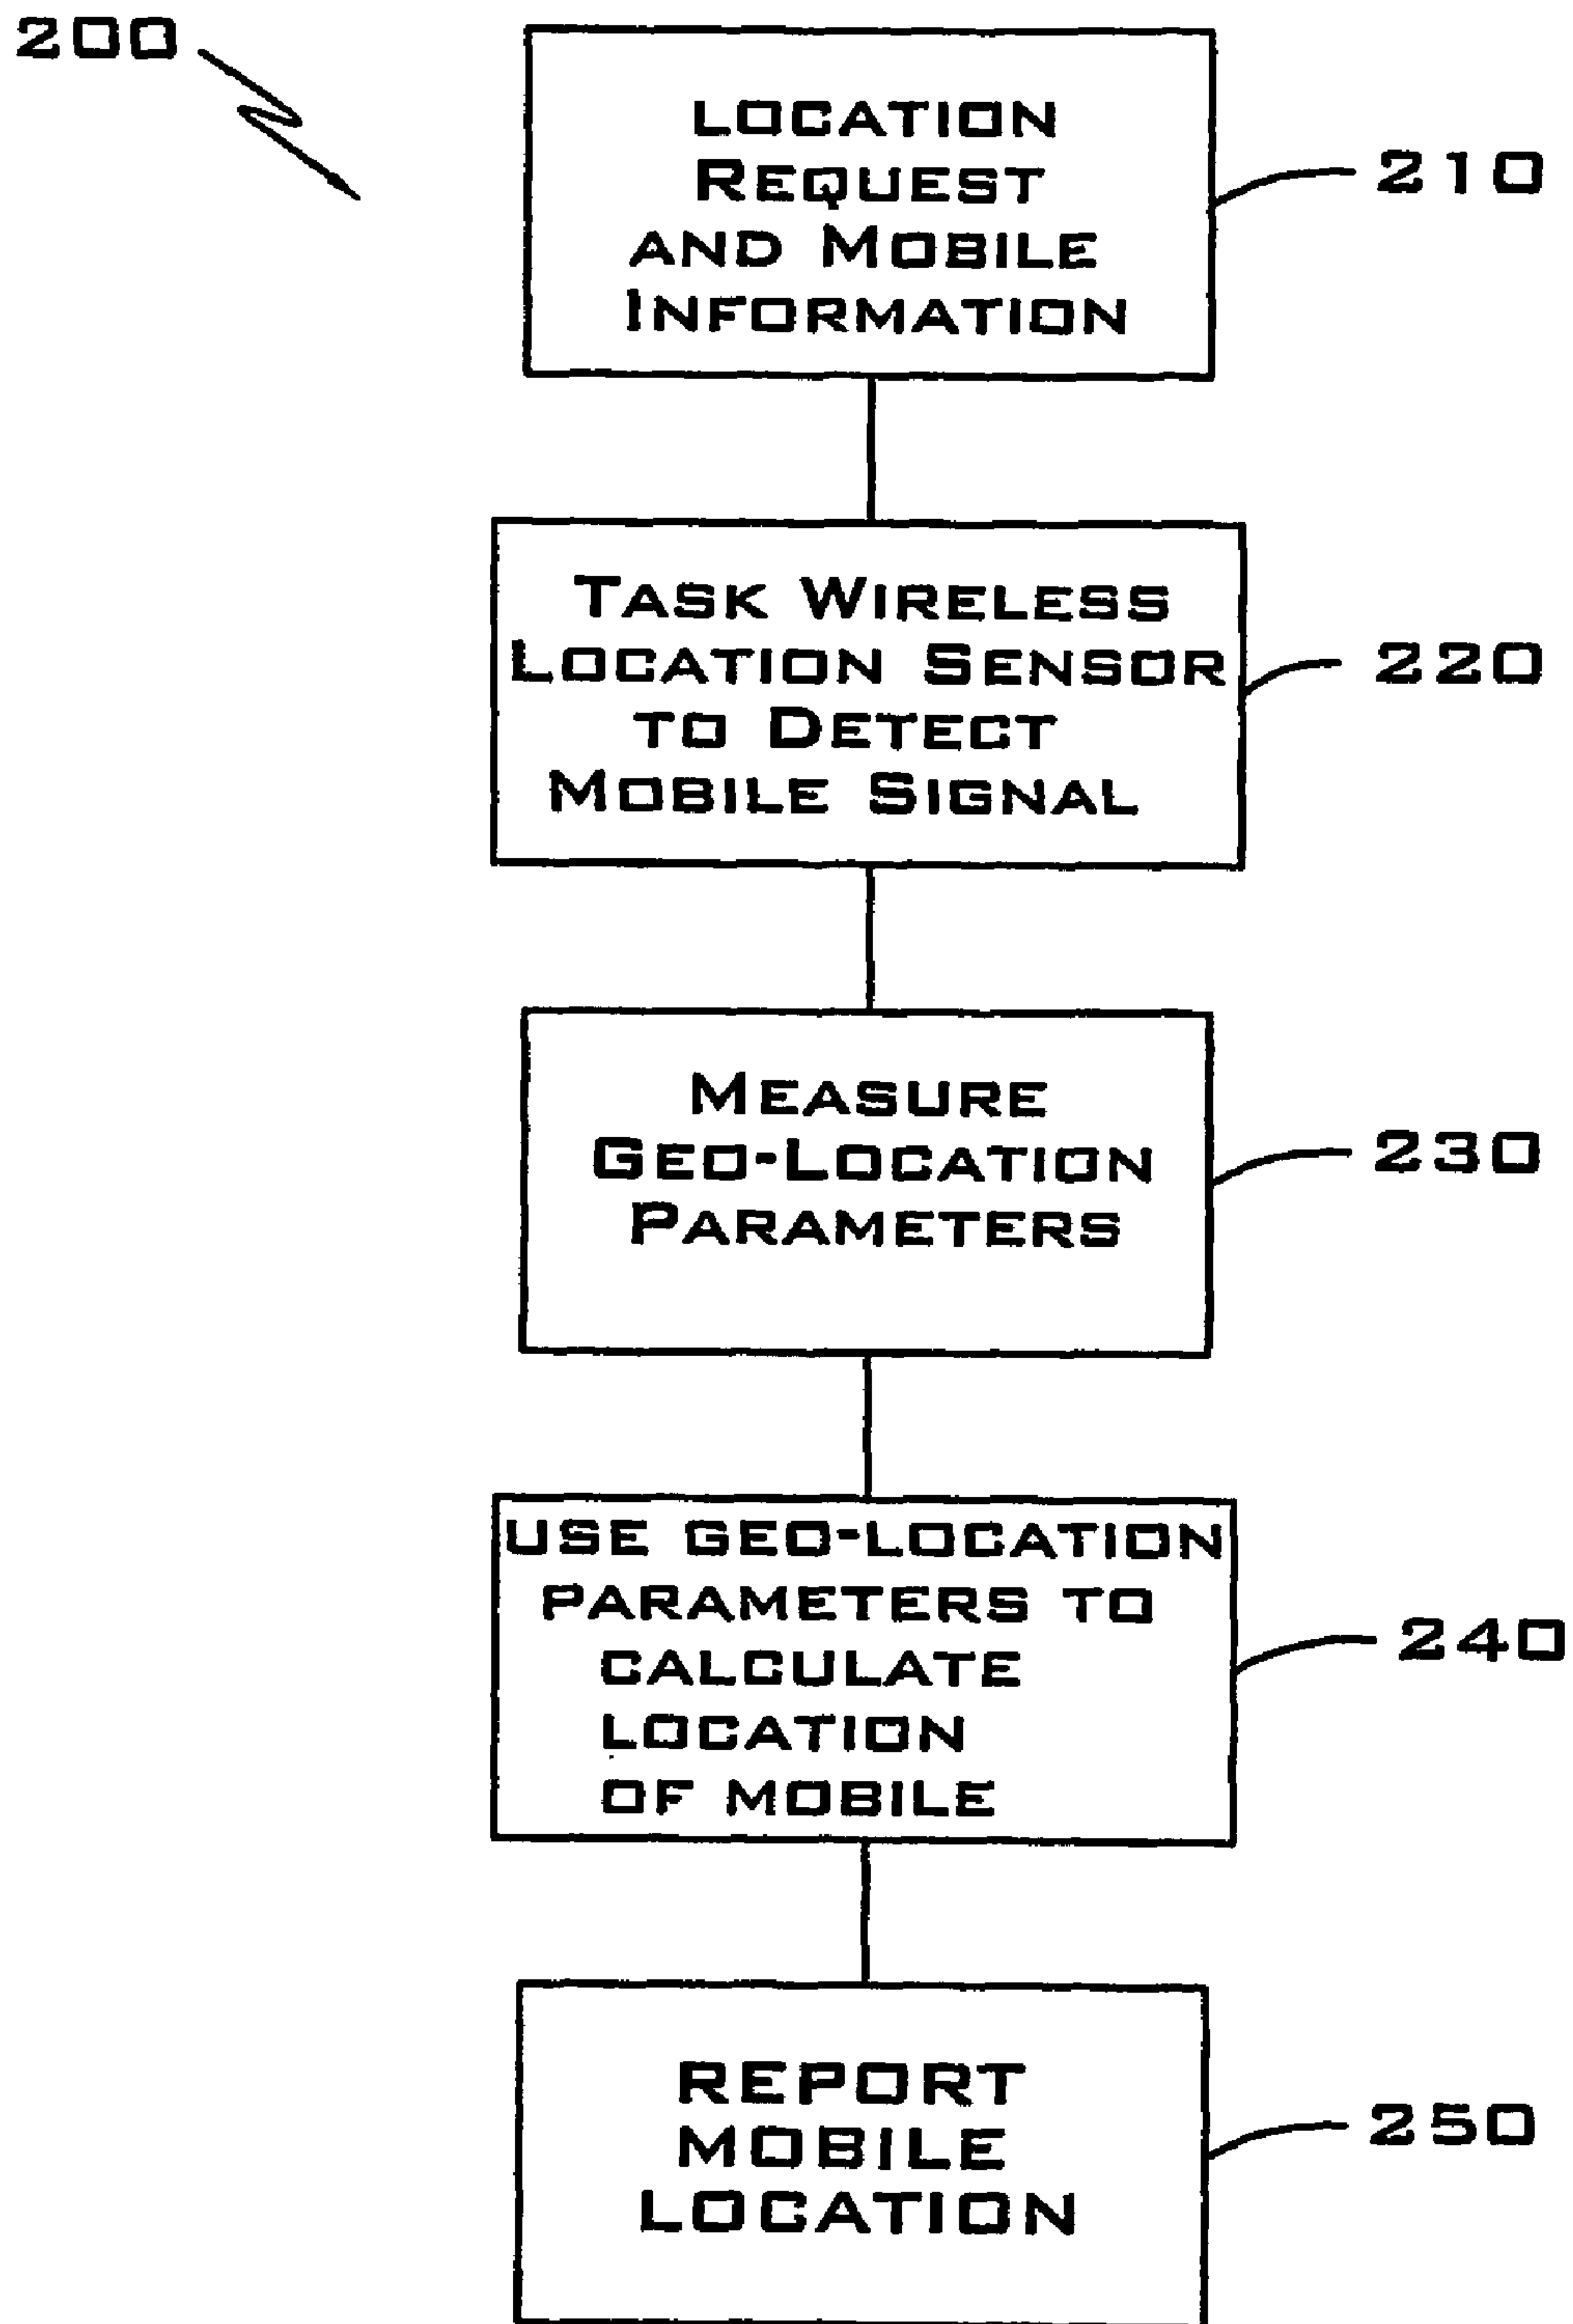 200
LOCATION
REQUEST
AND MOBILE
INFORMATION
210
TASK WIRELESS
LOCATION SENSOR
TO DETECT
MOBILE SIGNAL
220
MEASURE
GEO-LOCATION
PARAMETERS
230
USE GEO-LOCATION
PARAMETERS TO
CALCULATE
LOCATION
OF MOBILE
240
REPORT
MOBILE
LOCATION
250